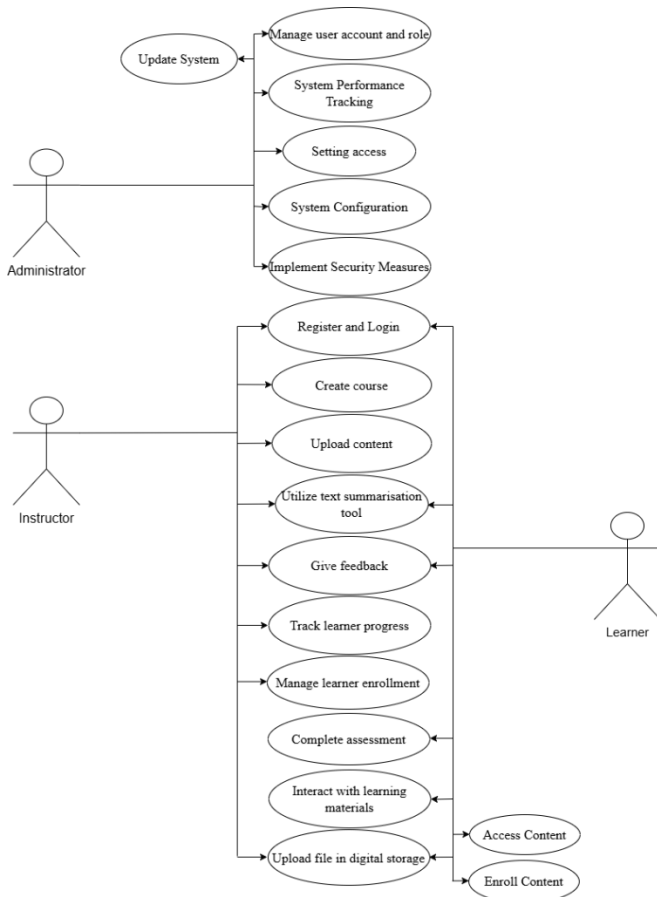 Manage user account and role
Update System
System Performance
Tracking
Setting access
System Configuration
Administrator
Implement Security Measures
Register and Login
Create course
Upload content
Instructor
Utilize text summarisation
tool
Give feedback
Track learner progress
Learner
Manage learner enrollment
Complete assessment
Interact with learning
materials
Access Content
Upload file in digital storage
Enroll Content